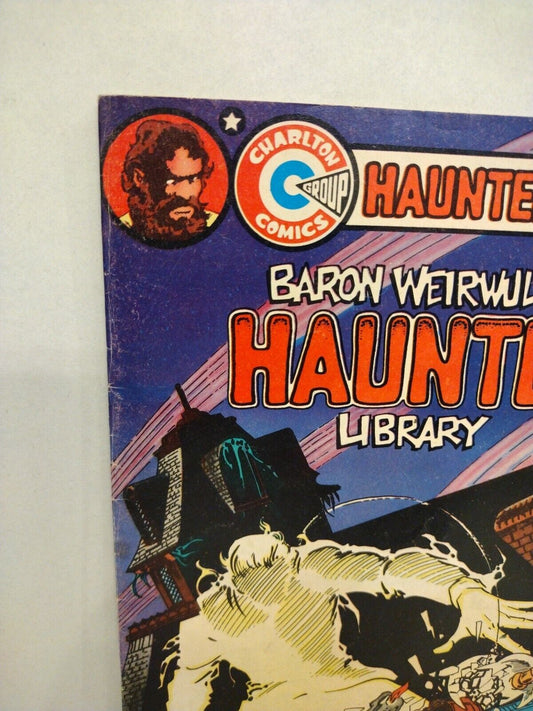 CHARLTON
GROUP
COMICS
HAUNTE
BARON WEIRWUL
HAUNTE
LIBRARY